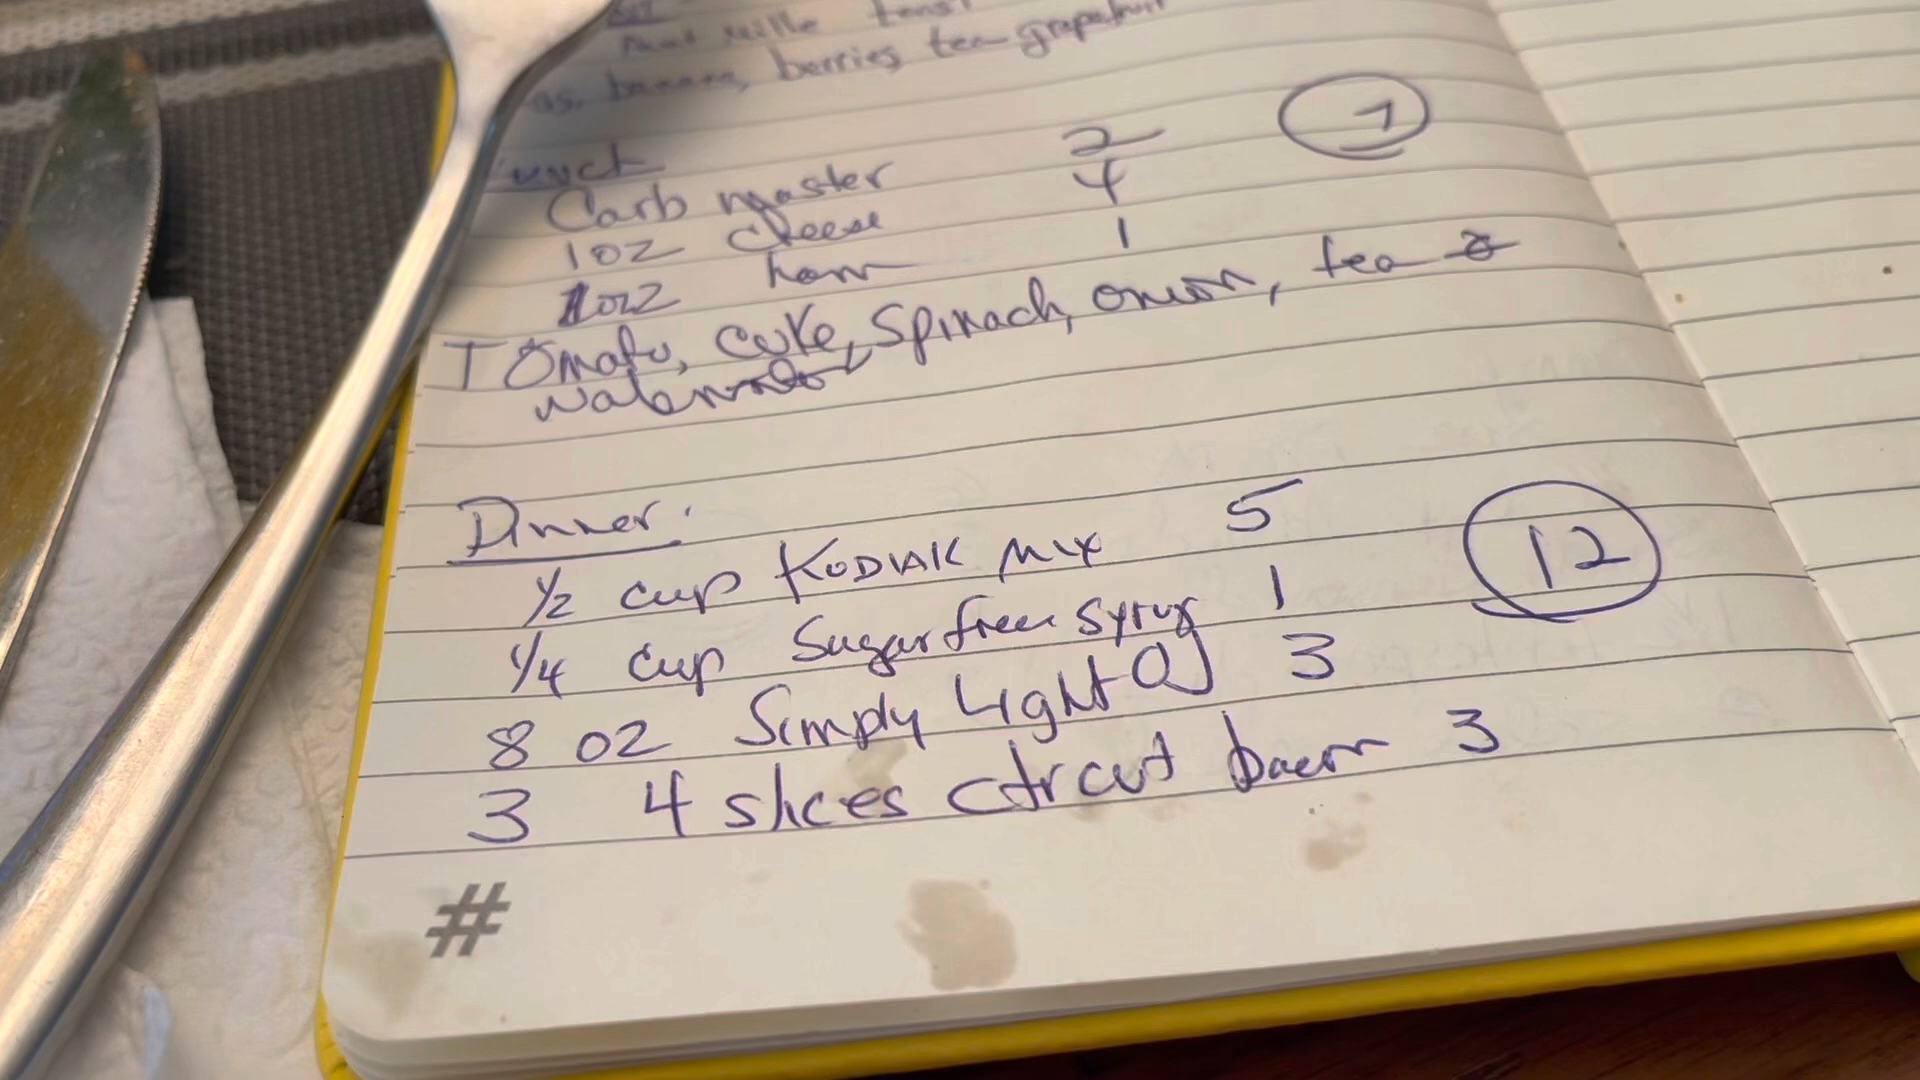 berries, tea grapefruit
Lunch
Carb master 2 7
1oz cheese 4
1oz ham 1
Tomato, cuke, Spinach, onion, tea
Dinner.
1/2 cup KODIAK MIX 5 12
1/4 cup Sugar free syrup 1
8 oz Simply Light OJ 3
3 4 slices ctr cut bacon 3
#